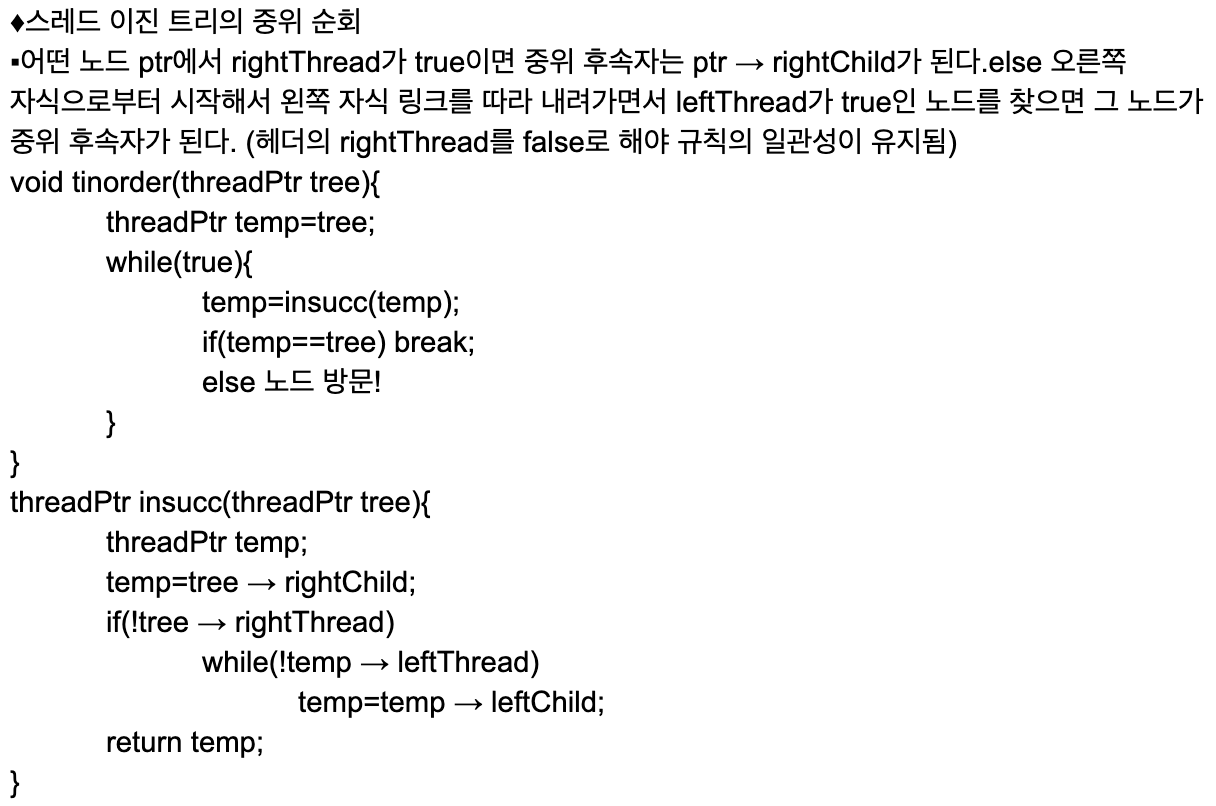 ♦스레드 이진 트리의 중위 순회
▪어떤 노드 ptr에서 rightThread가 true이면 중위 후속자는 ptr → rightChild가 된다.else 오른쪽
자식으로부터 시작해서 왼쪽 자식 링크를 따라 내려가면서 leftThread가 true인 노드를 찾으면 그 노드가
중위 후속자가 된다. (헤더의 rightThread를 false로 해야 규칙의 일관성이 유지됨)
void tinorder(threadPtr tree){
threadPtr temp=tree;
while(true){
temp=insucc(temp);
if(temp==tree) break;
else 노드 방문!
}
}
threadPtr insucc(threadPtr tree){
threadPtr temp;
temp=tree → rightChild;
if(!tree → rightThread)
while(!temp → leftThread)
temp=temp → leftChild;
return temp;
}